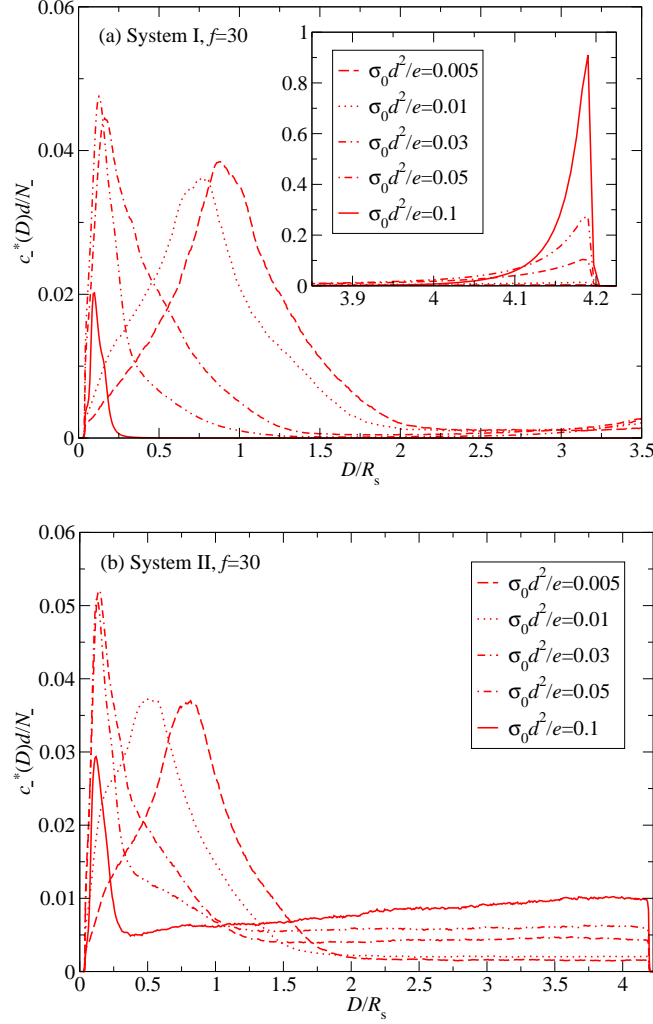 0.06
(a) System I, f=30
1
σ₀d²/e=0.005
0.8
σ₀d²/e=0.01
σ₀d²/e=0.03
0.6
σ₀d²/e=0.05
0.4
σ₀d²/e=0.1
0.2
0
3.9 4 4.1 4.2
0.04
0.02
0
c₋*(D)d/N₋
0 0.5 1 1.5 2 2.5 3 3.5
D/Rₛ
0.06
(b) System II, f=30
0.05
σ₀d²/e=0.005
σ₀d²/e=0.01
0.04
σ₀d²/e=0.03
σ₀d²/e=0.05
0.03
σ₀d²/e=0.1
0.02
0.01
0
c₋*(D)d/N₋
0 0.5 1 1.5 2 2.5 3 3.5 4
D/Rₛ